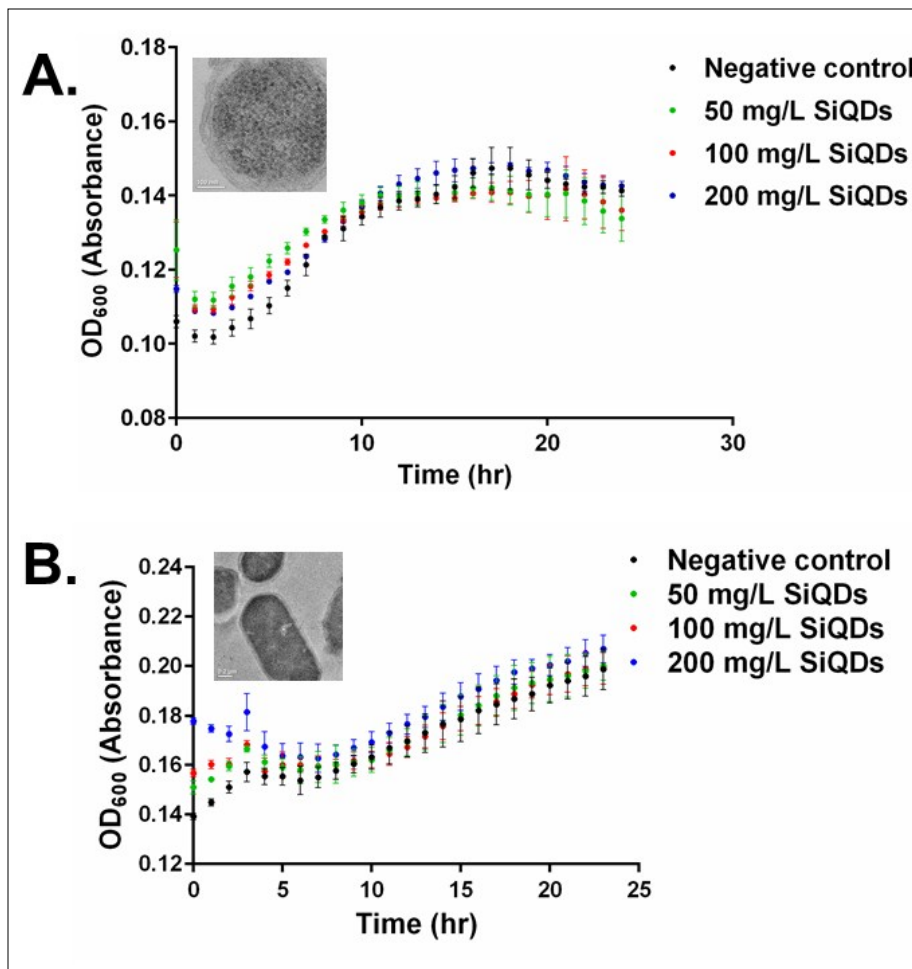 A.
0.18
0.16
0.14
0.12
0.10
0.08
OD600 (Absorbance)
0
10
20
30
Time (hr)
Negative control
50 mg/L SiQDs
100 mg/L SiQDs
200 mg/L SiQDs
B.
0.24
0.22
0.20
0.18
0.16
0.14
0.12
OD600 (Absorbance)
0
5
10
15
20
25
Time (hr)
Negative control
50 mg/L SiQDs
100 mg/L SiQDs
200 mg/L SiQDs